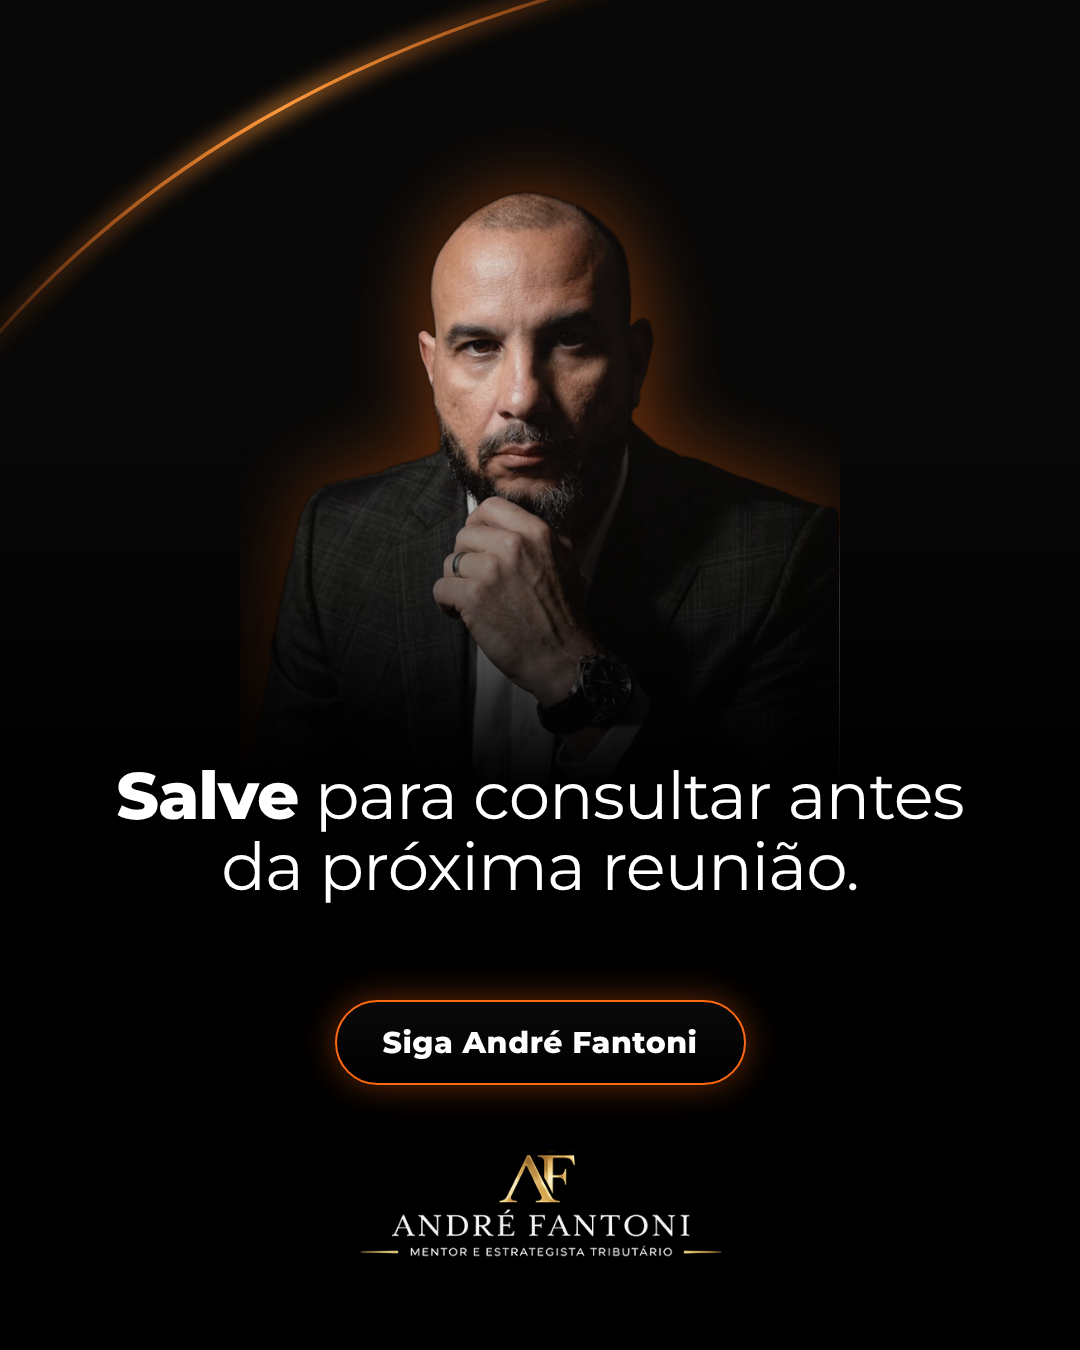 Salve para consultar antes
da próxima reunião.
Siga André Fantoni
AF
ANDRÉ FANTONI
MENTOR E ESTRATEGISTA TRIBUTÁRIO